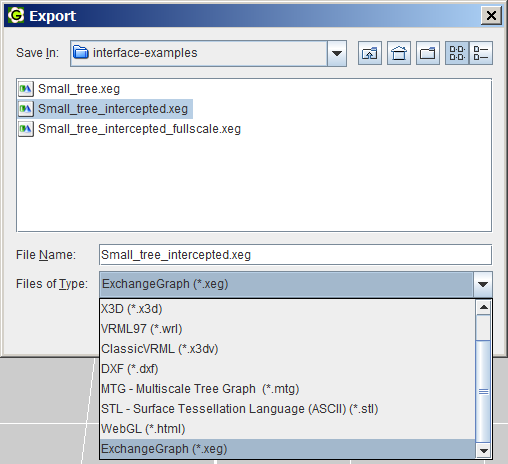 Export
Save In: interface-examples
Small_tree.xeg
Small_tree_intercepted.xeg
Small_tree_intercepted_fullscale.xeg
File Name: Small_tree_intercepted.xeg
Files of Type: ExchangeGraph (*.xeg)
X3D (*.x3d)
VRML97 (*.wrl)
ClassicVRML (*.x3dv)
DXF (*.dxf)
MTG - Multiscale Tree Graph (*.mtg)
STL - Surface Tessellation Language (ASCII) (*.stl)
WebGL (*.html)
ExchangeGraph (*.xeg)